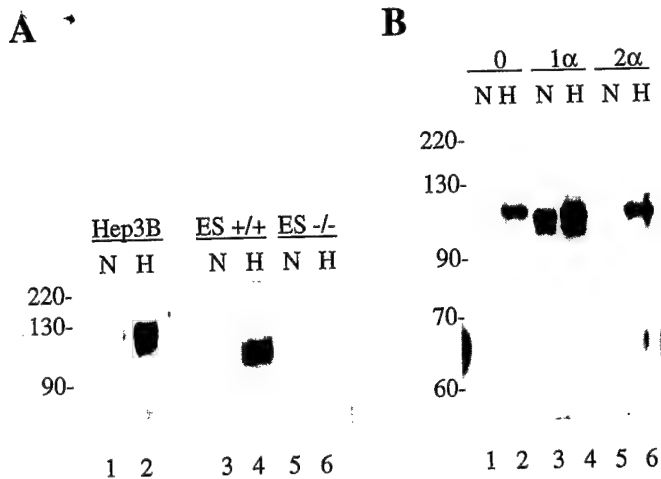 A
Hep3B ES +/+ ES -/-
N H N H N H
220-
130-
90-
1 2 3 4 5 6
B
0 1α 2α
N H N H N H
220-
130-
90-
70-
60-
1 2 3 4 5 6